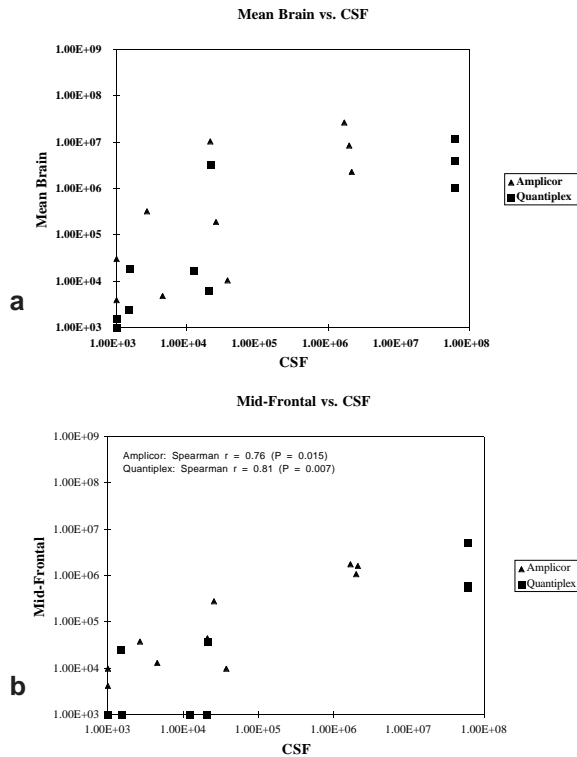 Mean Brain vs. CSF
1.00E+09
1.00E+08
1.00E+07
1.00E+06
1.00E+05
1.00E+04
1.00E+03
Mean Brain
1.00E+03 1.00E+04 1.00E+05 1.00E+06 1.00E+07 1.00E+08
CSF
Amplicor
Quantiplex
a
Mid-Frontal vs. CSF
Amplicor: Spearman r = 0.76 (P = 0.015)
Quantiplex: Spearman r = 0.81 (P = 0.007)
1.00E+09
1.00E+08
1.00E+07
1.00E+06
1.00E+05
1.00E+04
1.00E+03
Mid-Frontal
1.00E+03 1.00E+04 1.00E+05 1.00E+06 1.00E+07 1.00E+08
CSF
Amplicor
Quantiplex
b